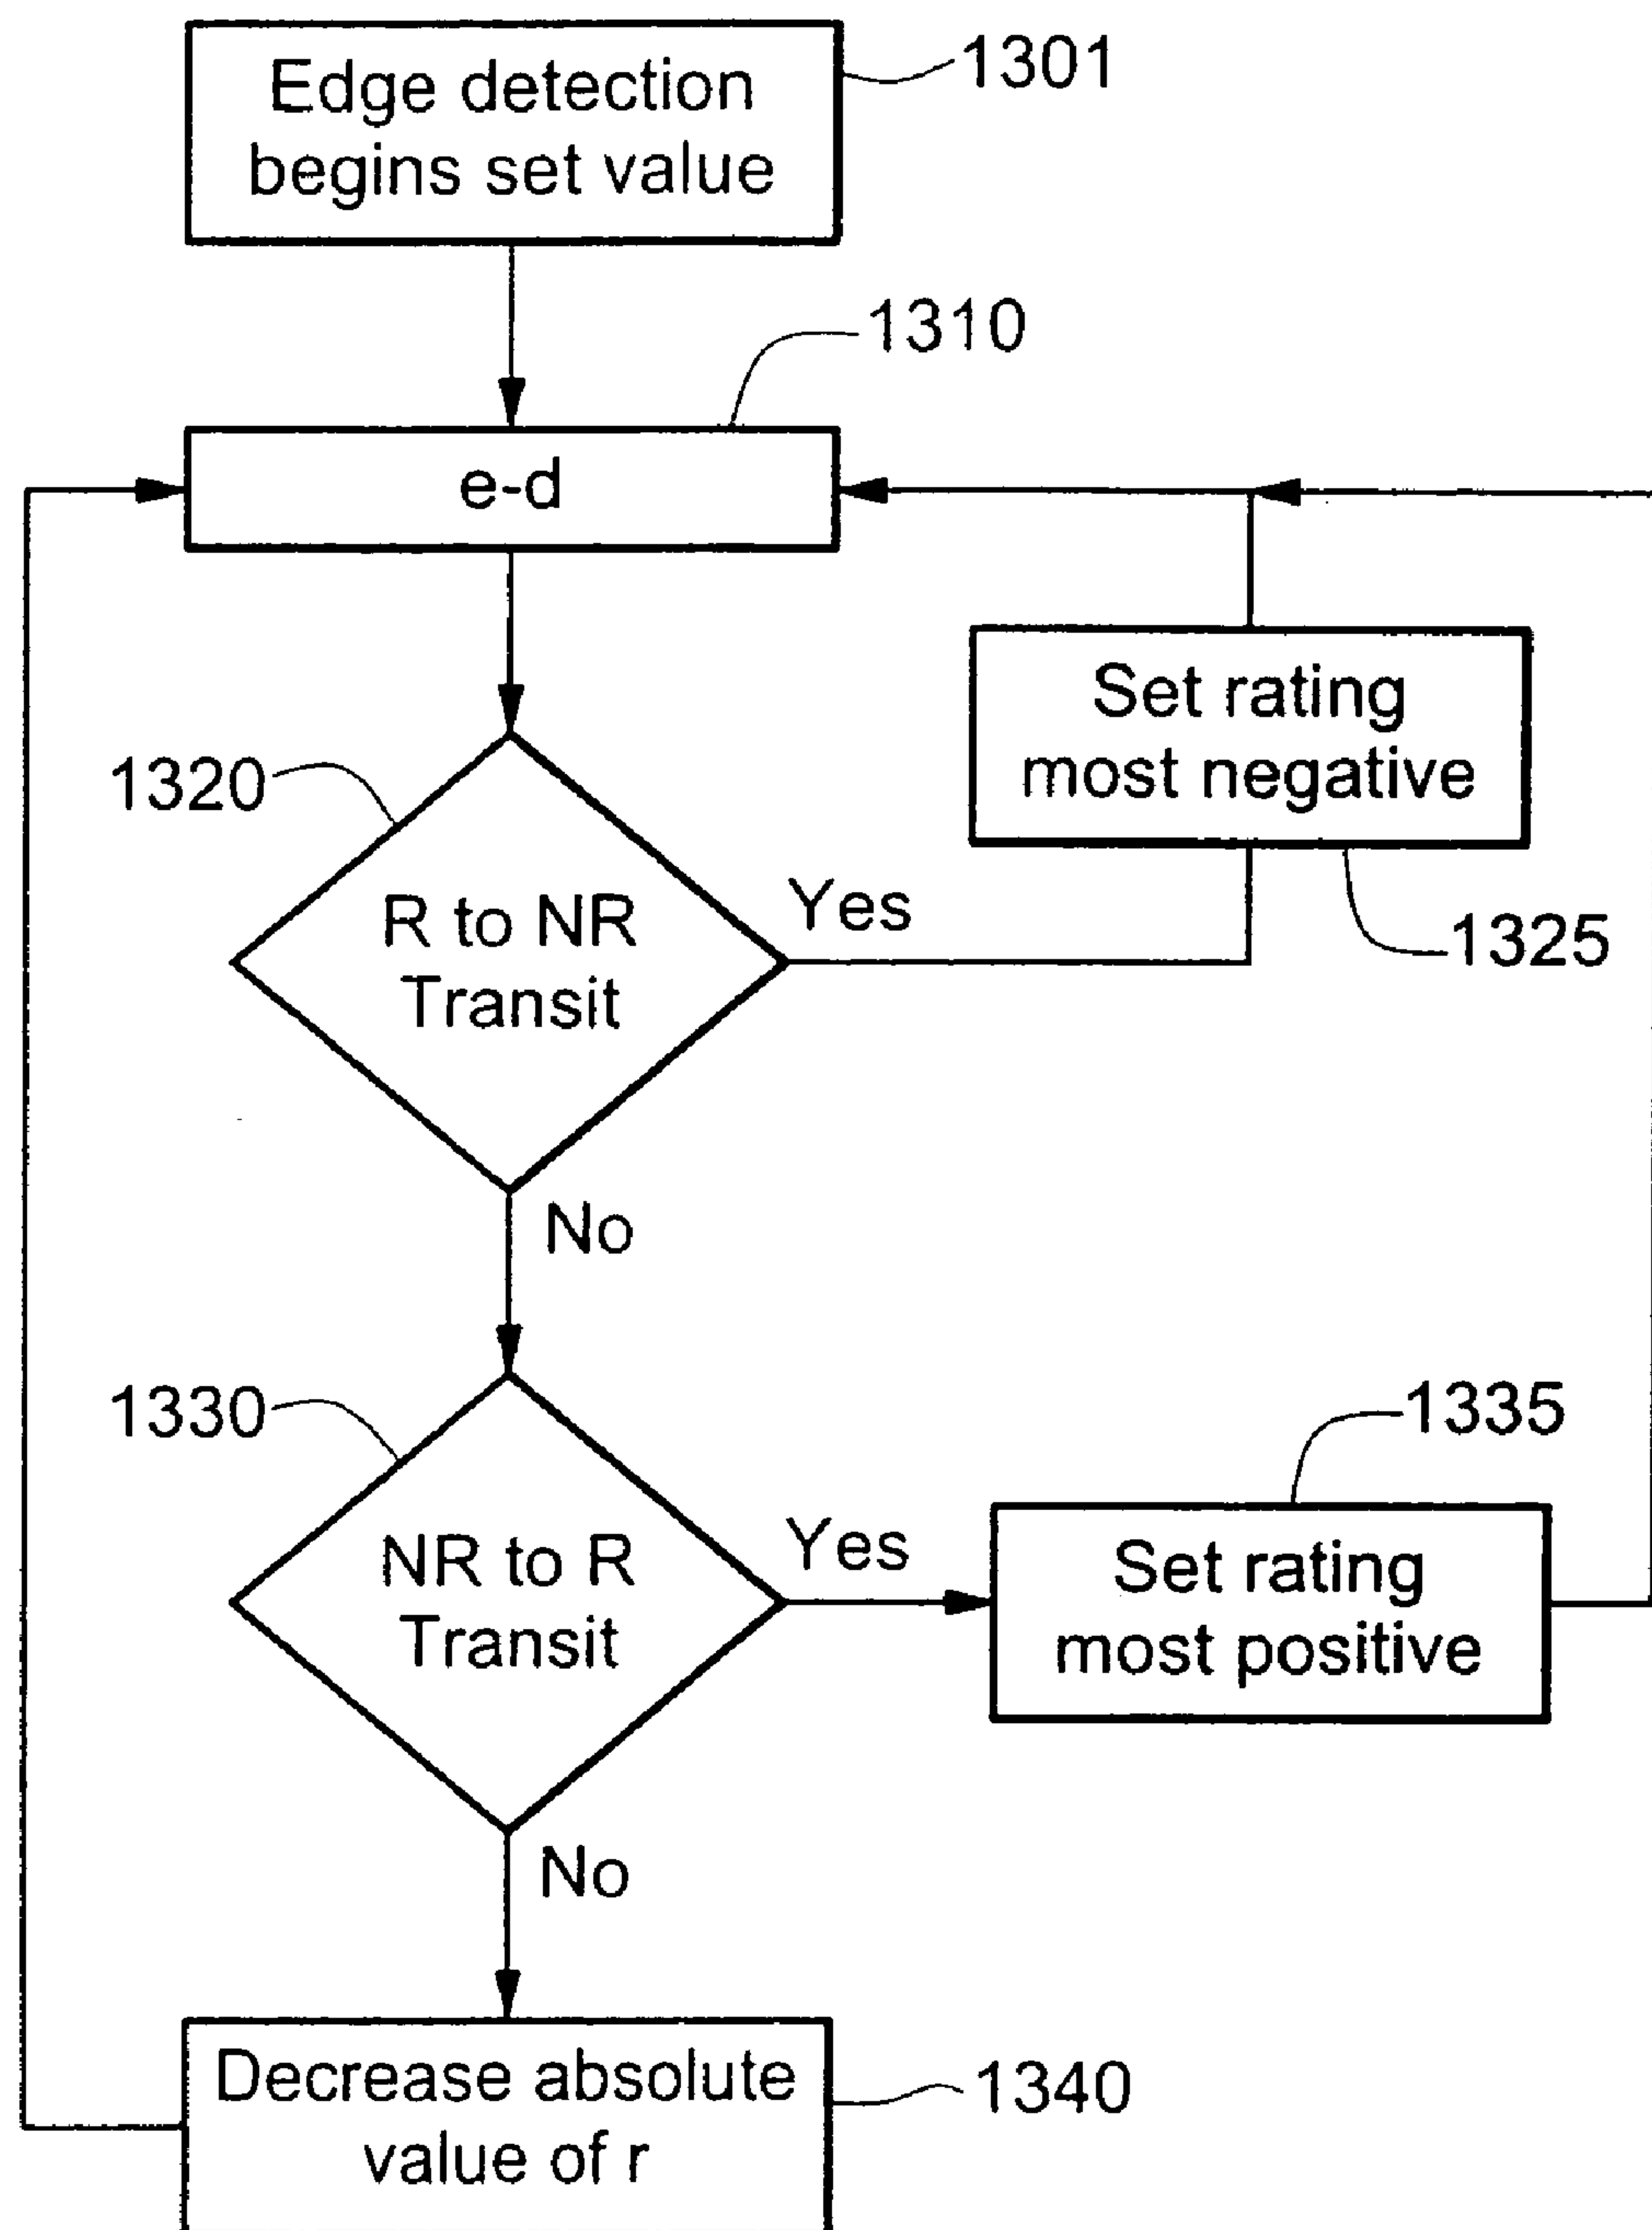 Edge detection
begins set value
1301
1310
e-d
Set rating
most negative
1320
R to NR
Transit
Yes
1325
No
1330
1335
NR to R
Transit
Yes
Set rating
most positive
No
Decrease absolute
value of r
1340